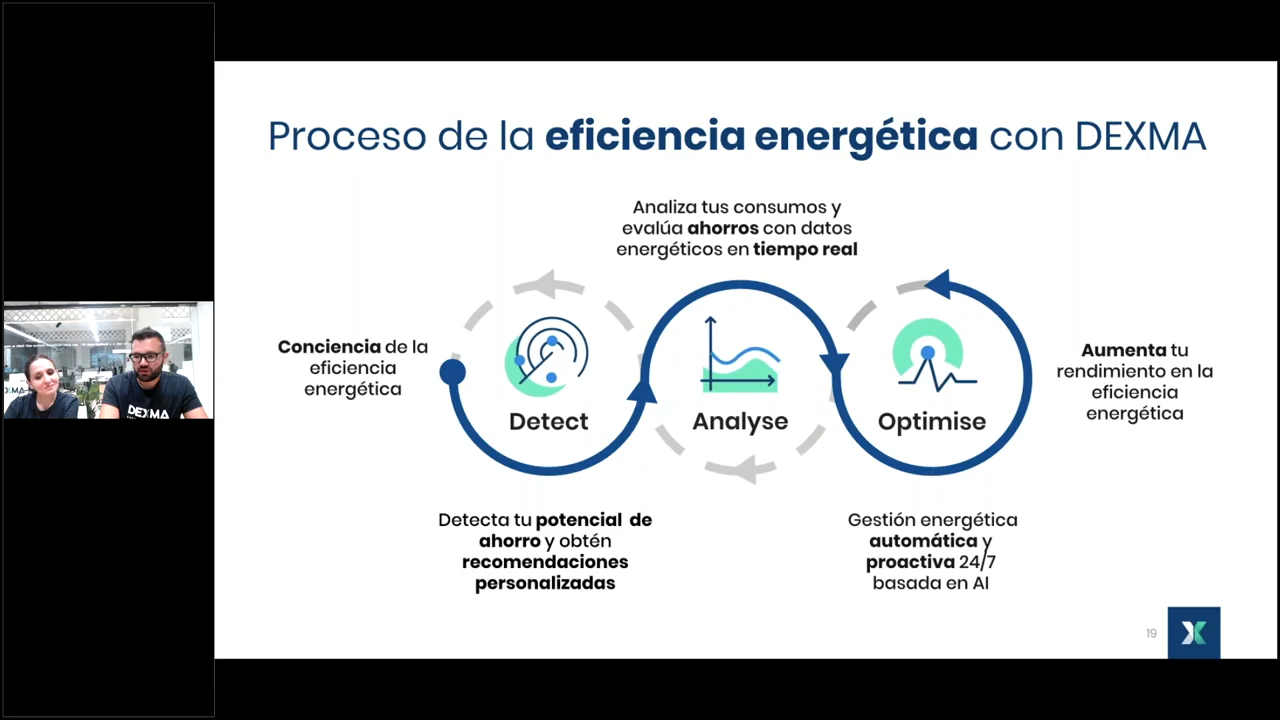 Proceso de la eficiencia energética con DEXMA
Analiza tus consumos y
evalúa ahorros con datos
energéticos en tiempo real
Conciencia de la
eficiencia
energética
Detect
Analyse
Optimise
Aumenta tu
rendimiento en la
eficiencia
energética
Detecta tu potencial de
ahorro y obtén
recomendaciones
personalizadas
Gestión energética
automática y
proactiva 24/7
basada en AI
19
DEXMA